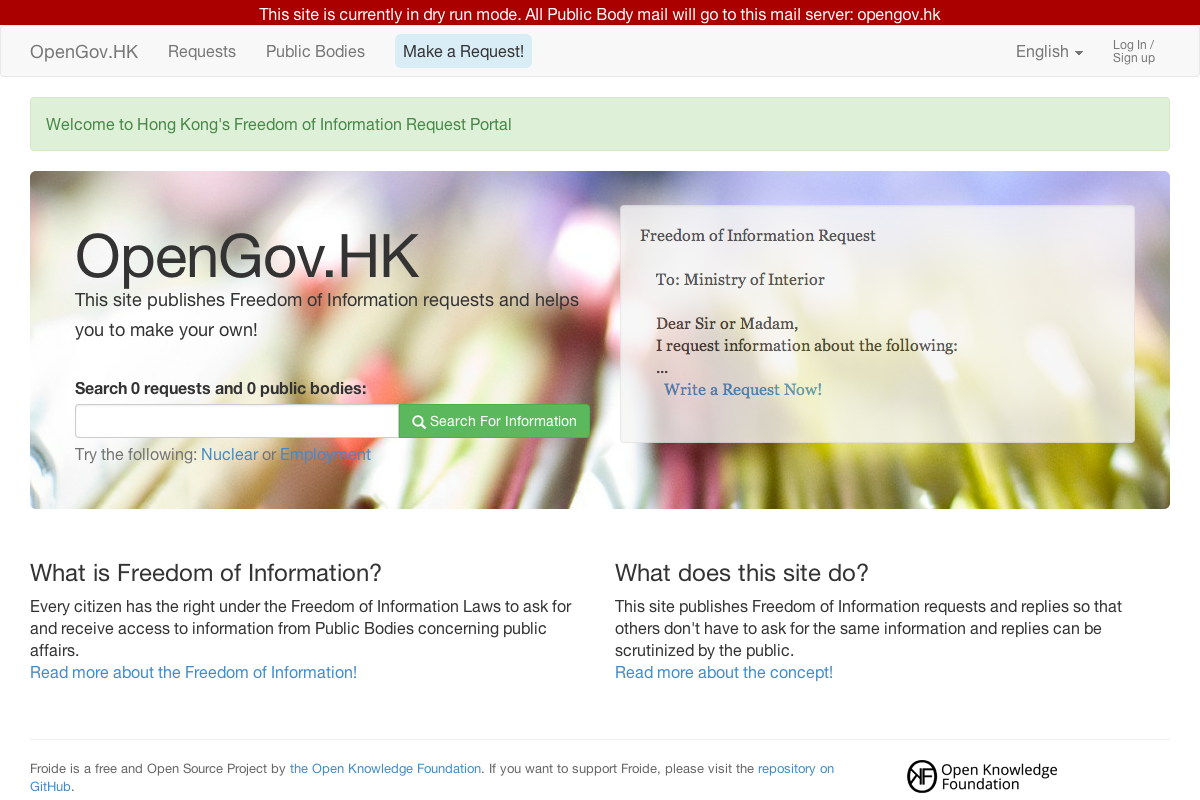 This site is currently in dry run mode. All Public Body mail will go to this mail server: opengov.hk
OpenGov.HK Requests Public Bodies Make a Request! English Log In / Sign up
Welcome to Hong Kong's Freedom of Information Request Portal
OpenGov.HK
This site publishes Freedom of Information requests and helps
you to make your own!
Search 0 requests and 0 public bodies:
Search For Information
Try the following: Nuclear or Employment
Freedom of Information Request
To: Ministry of Interior
Dear Sir or Madam,
I request information about the following:
...
Write a Request Now!
What is Freedom of Information?
Every citizen has the right under the Freedom of Information Laws to ask for
and receive access to information from Public Bodies concerning public
affairs.
Read more about the Freedom of Information!
What does this site do?
This site publishes Freedom of Information requests and replies so that
others don't have to ask for the same information and replies can be
scrutinized by the public.
Read more about the concept!
Froide is a free and Open Source Project by the Open Knowledge Foundation. If you want to support Froide, please visit the repository on
GitHub.
Open Knowledge
Foundation